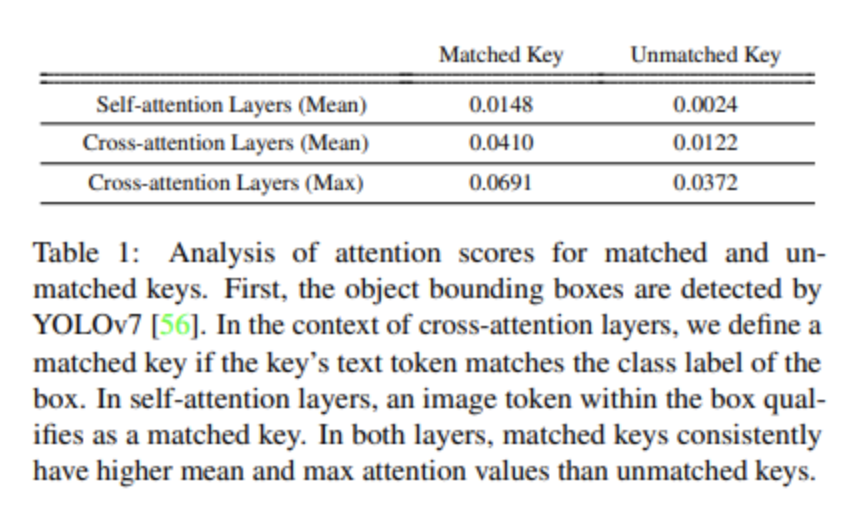 Matched Key Unmatched Key
Self-attention Layers (Mean) 0.0148 0.0024
Cross-attention Layers (Mean) 0.0410 0.0122
Cross-attention Layers (Max) 0.0691 0.0372
Table 1: Analysis of attention scores for matched and un-
matched keys. First, the object bounding boxes are detected by
YOLOv7 [56]. In the context of cross-attention layers, we define a
matched key if the key's text token matches the class label of the
box. In self-attention layers, an image token within the box qual-
ifies as a matched key. In both layers, matched keys consistently
have higher mean and max attention values than unmatched keys.